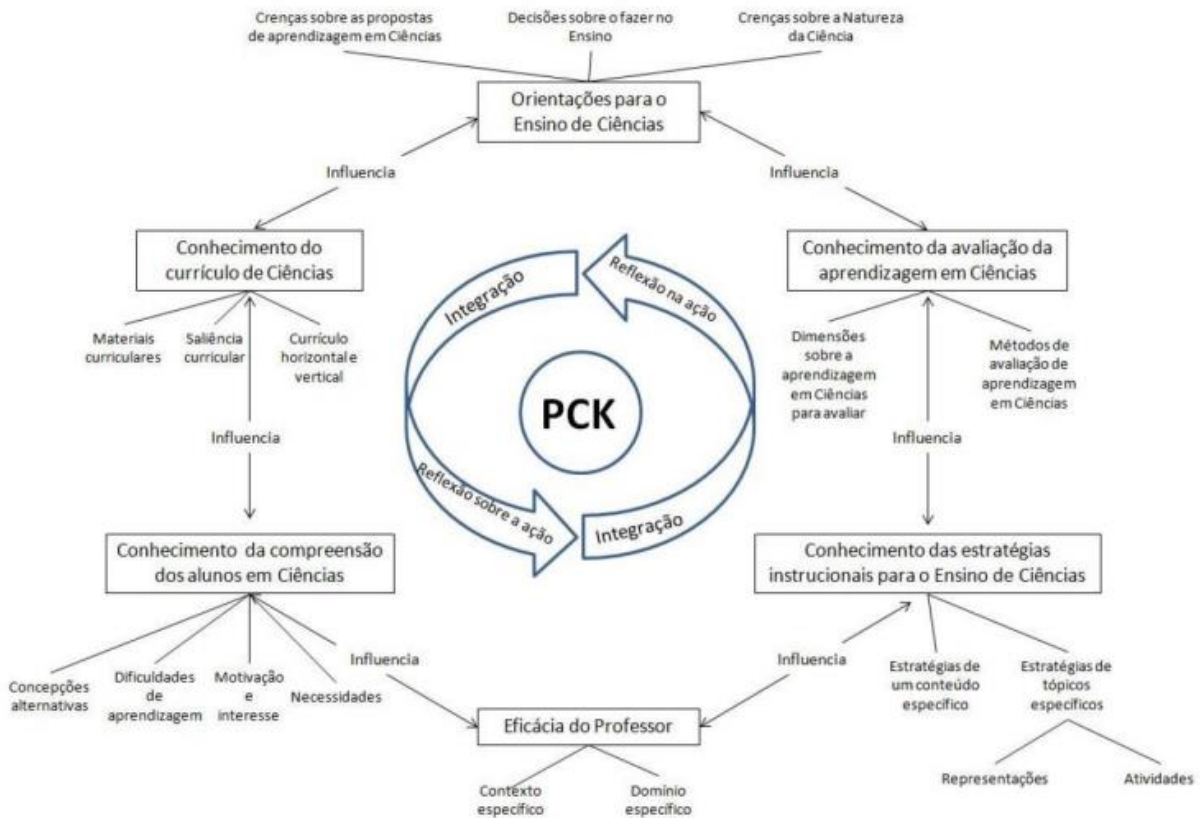 Crenças sobre as propostas
de aprendizagem em Ciências
Decisões sobre o fazer no
Ensino
Crenças sobre a Natureza
da Ciência
Orientações para o
Ensino de Ciências
Influencia
Influencia
Conhecimento do
currículo de Ciências
Conhecimento da avaliação da
aprendizagem em Ciências
Materiais
curriculares
Saliência
curricular
Currículo
horizontal e
vertical
Dimensões
sobre a
aprendizagem
em Ciências
para avaliar
Métodos de
avaliação de
aprendizagem
em Ciências
Integração
Reflexão na ação
PCK
Reflexão sobre a ação
Integração
Influencia
Influencia
Conhecimento da compreensão
dos alunos em Ciências
Conhecimento das estratégias
instrucionais para o Ensino de Ciências
Concepções
alternativas
Dificuldades
de
aprendizagem
Motivação
e
interesse
Necessidades
Influencia
Influencia
Estratégias de
um conteúdo
específico
Estratégias de
tópicos
específicos
Representações
Atividades
Eficácia do Professor
Contexto
específico
Domínio
específico